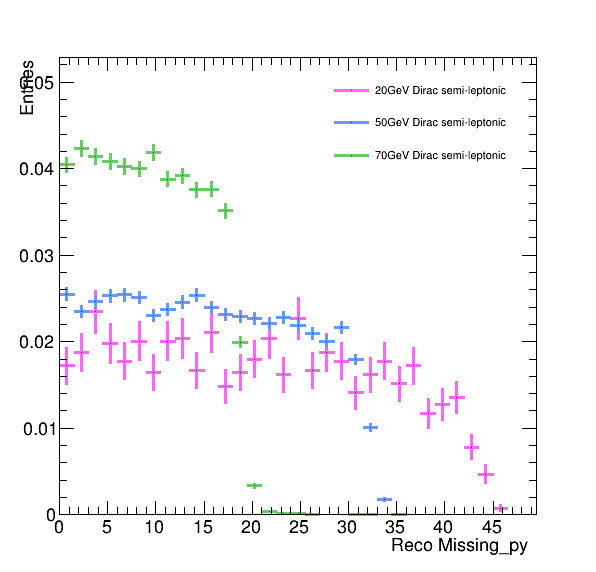 Entries
0.05
0.04
0.03
0.02
0.01
0
20GeV Dirac semi-leptonic
50GeV Dirac semi-leptonic
70GeV Dirac semi-leptonic
0 5 10 15 20 25 30 35 40 45
Reco Missing_py